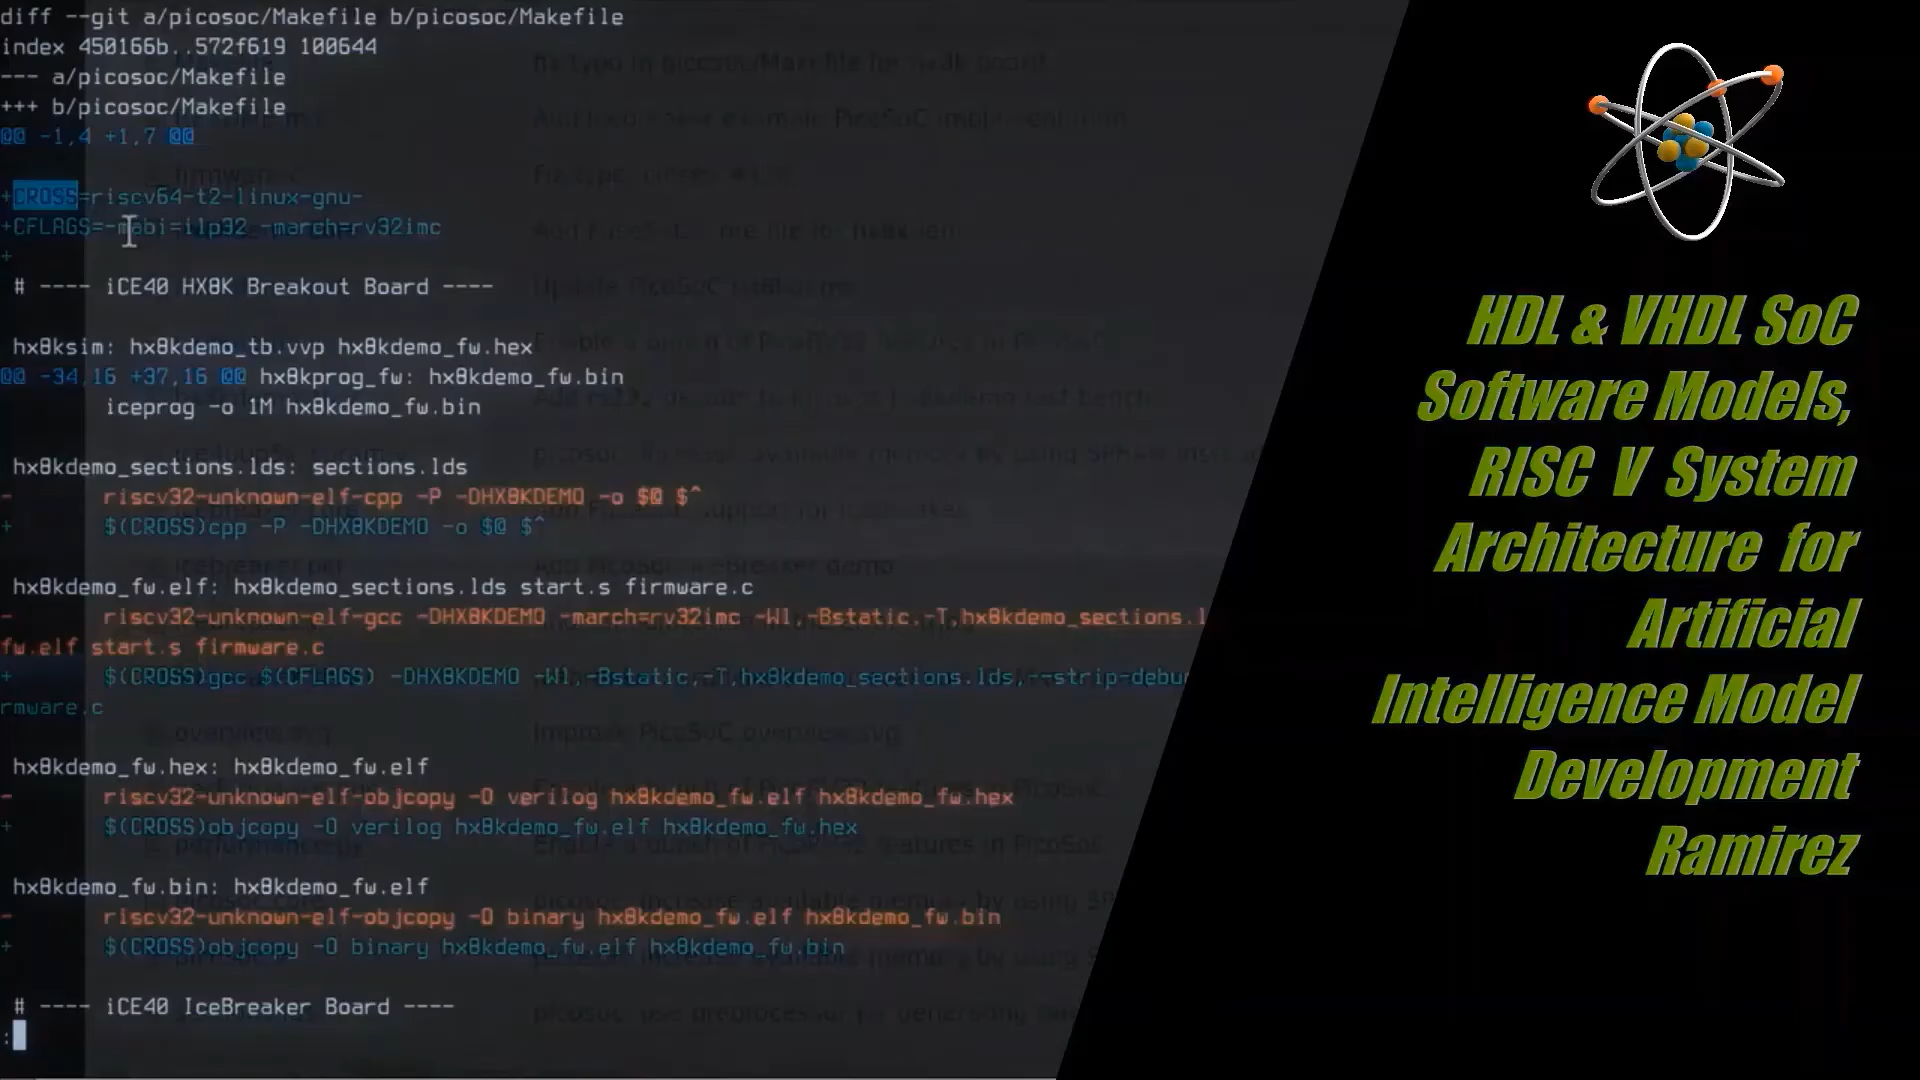 diff --git a/picosoc/Makefile b/picosoc/Makefile
index 450166b..572f619 100644
--- a/picosoc/Makefile
+++ b/picosoc/Makefile
@@ -1,4 +1,7 @@
+CROSS=riscv64-t2-linux-gnu-
+CFLAGS=-mabi=ilp32 -march=rv32imc
+
# ---- iCE40 HX8K Breakout Board ----
hx8ksim: hx8kdemo_tb.vvp hx8kdemo_fw.hex
@@ -34,16 +37,16 @@ hx8kprog_fw: hx8kdemo_fw.bin
iceprog -o 1M hx8kdemo_fw.bin
hx8kdemo_sections.lds: sections.lds
- riscv32-unknown-elf-cpp -P -DHX8KDEMO -o $@ $^
+ $(CROSS)cpp -P -DHX8KDEMO -o $@ $^
hx8kdemo_fw.elf: hx8kdemo_sections.lds start.s firmware.c
- riscv32-unknown-elf-gcc -DHX8KDEMO -march=rv32imc -Wl,-Bstatic,-T,hx8kdemo_sections.l
fw.elf start.s firmware.c
+ $(CROSS)gcc $(CFLAGS) -DHX8KDEMO -Wl,-Bstatic,-T,hx8kdemo_sections.lds,--strip-debu
rmware.c
hx8kdemo_fw.hex: hx8kdemo_fw.elf
- riscv32-unknown-elf-objcopy -O verilog hx8kdemo_fw.elf hx8kdemo_fw.hex
+ $(CROSS)objcopy -O verilog hx8kdemo_fw.elf hx8kdemo_fw.hex
hx8kdemo_fw.bin: hx8kdemo_fw.elf
- riscv32-unknown-elf-objcopy -O binary hx8kdemo_fw.elf hx8kdemo_fw.bin
+ $(CROSS)objcopy -O binary hx8kdemo_fw.elf hx8kdemo_fw.bin
# ---- iCE40 IceBreaker Board ----
:
HDL & VHDL SoC
Software Models,
RISC V System
Architecture for
Artificial
Intelligence Model
Development
Ramirez